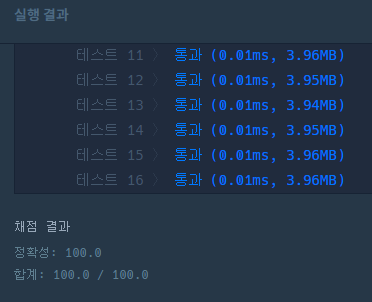 실행 결과
테스트 11 〉 통과 (0.01ms, 3.96MB)
테스트 12 〉 통과 (0.01ms, 3.95MB)
테스트 13 〉 통과 (0.01ms, 3.94MB)
테스트 14 〉 통과 (0.01ms, 3.95MB)
테스트 15 〉 통과 (0.01ms, 3.96MB)
테스트 16 〉 통과 (0.01ms, 3.96MB)
채점 결과
정확성: 100.0
합계: 100.0 / 100.0